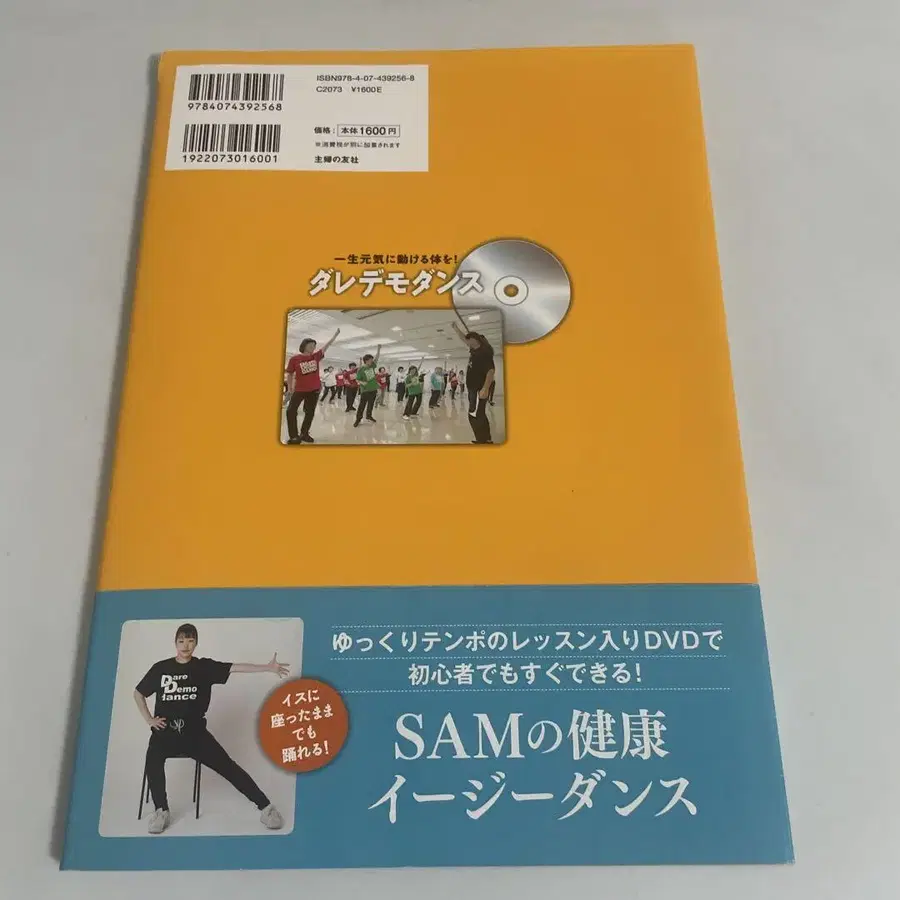 ISBN978-4-07-439256-8
C2073 ¥1600E
9784074392568
価格：本体1600円
※消費税が別に加算されます
1922073016001
主婦の友社
一生元気に動ける体を！
ダレデモダンス
ゆっくりテンポのレッスン入りDVDで
初心者でもすぐできる！
Dare
Demo
dance
イスに
座ったまま
でも
踊れる！
SAMの健康
イージーダンス